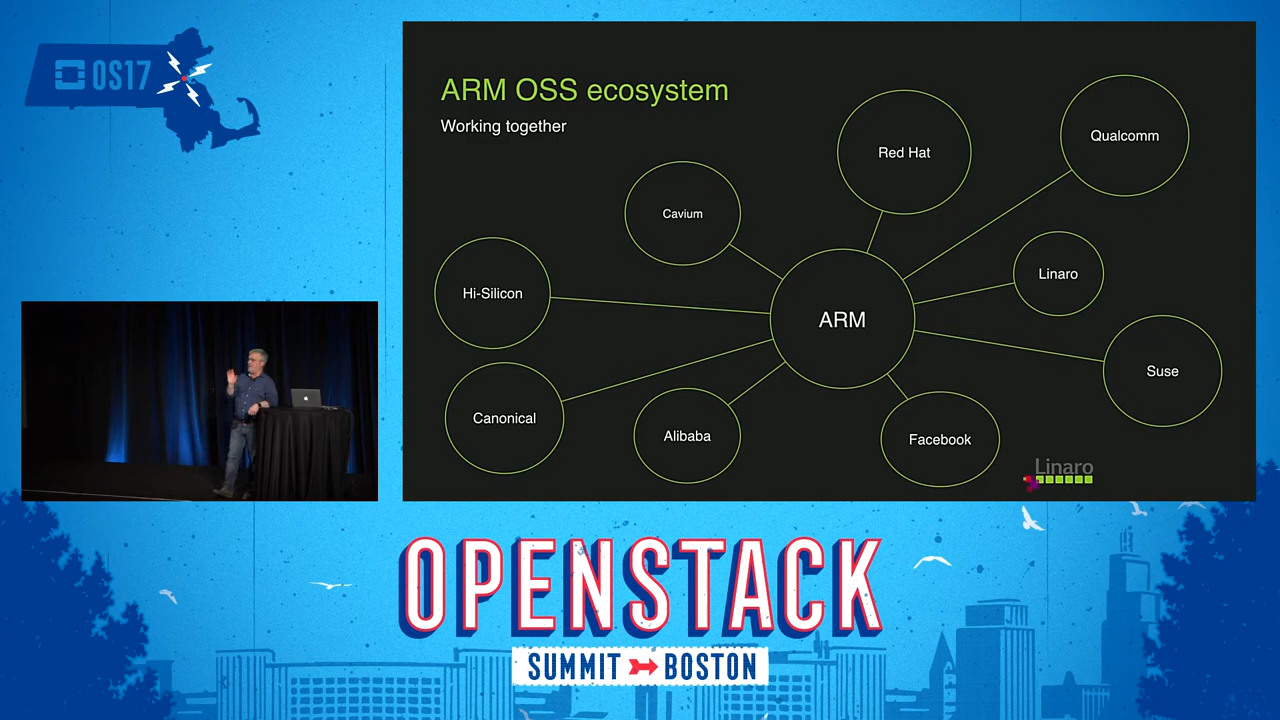 OS17
ARM OSS ecosystem
Working together
Red Hat
Qualcomm
Cavium
Hi-Silicon
Linaro
ARM
Suse
Canonical
Alibaba
Facebook
Linaro
OPENSTACK
SUMMIT BOSTON